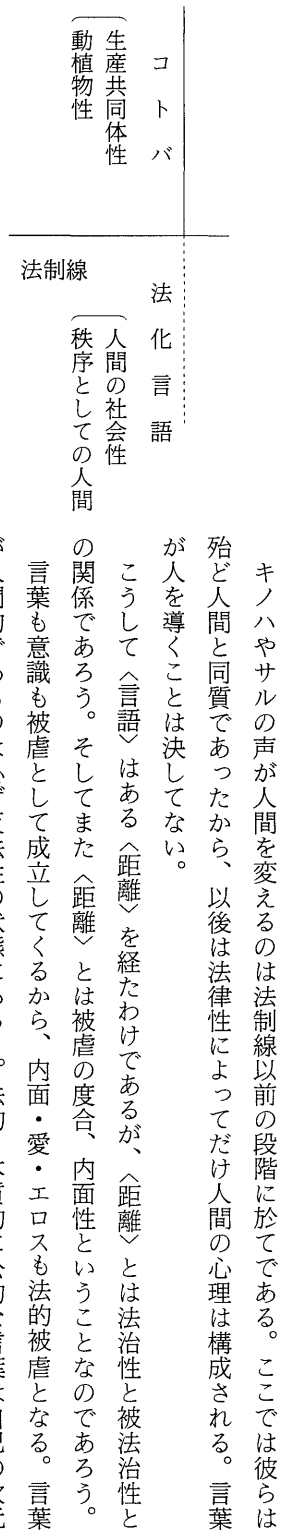 コトバ
生産共同体性
動植物性
法化言語
人間の社会性
秩序としての人間
法制線
キノハやサルの声が人間を変えるのは法制線以前の段階に於てである。ここでは彼らは
殆ど人間と同質であったから、以後は法律性によってだけ人間の心理は構成される。言葉
が人を導くことは決してない。
こうして〈言語〉はある〈距離〉を経たわけであるが、〈距離〉とは法治性と被法治性と
の関係であろう。そしてまた〈距離〉とは被虐の度合、内面性ということなのであろう。
言葉も意識も被虐として成立してくるから、内面・愛・エロスも法的被虐となる。言葉